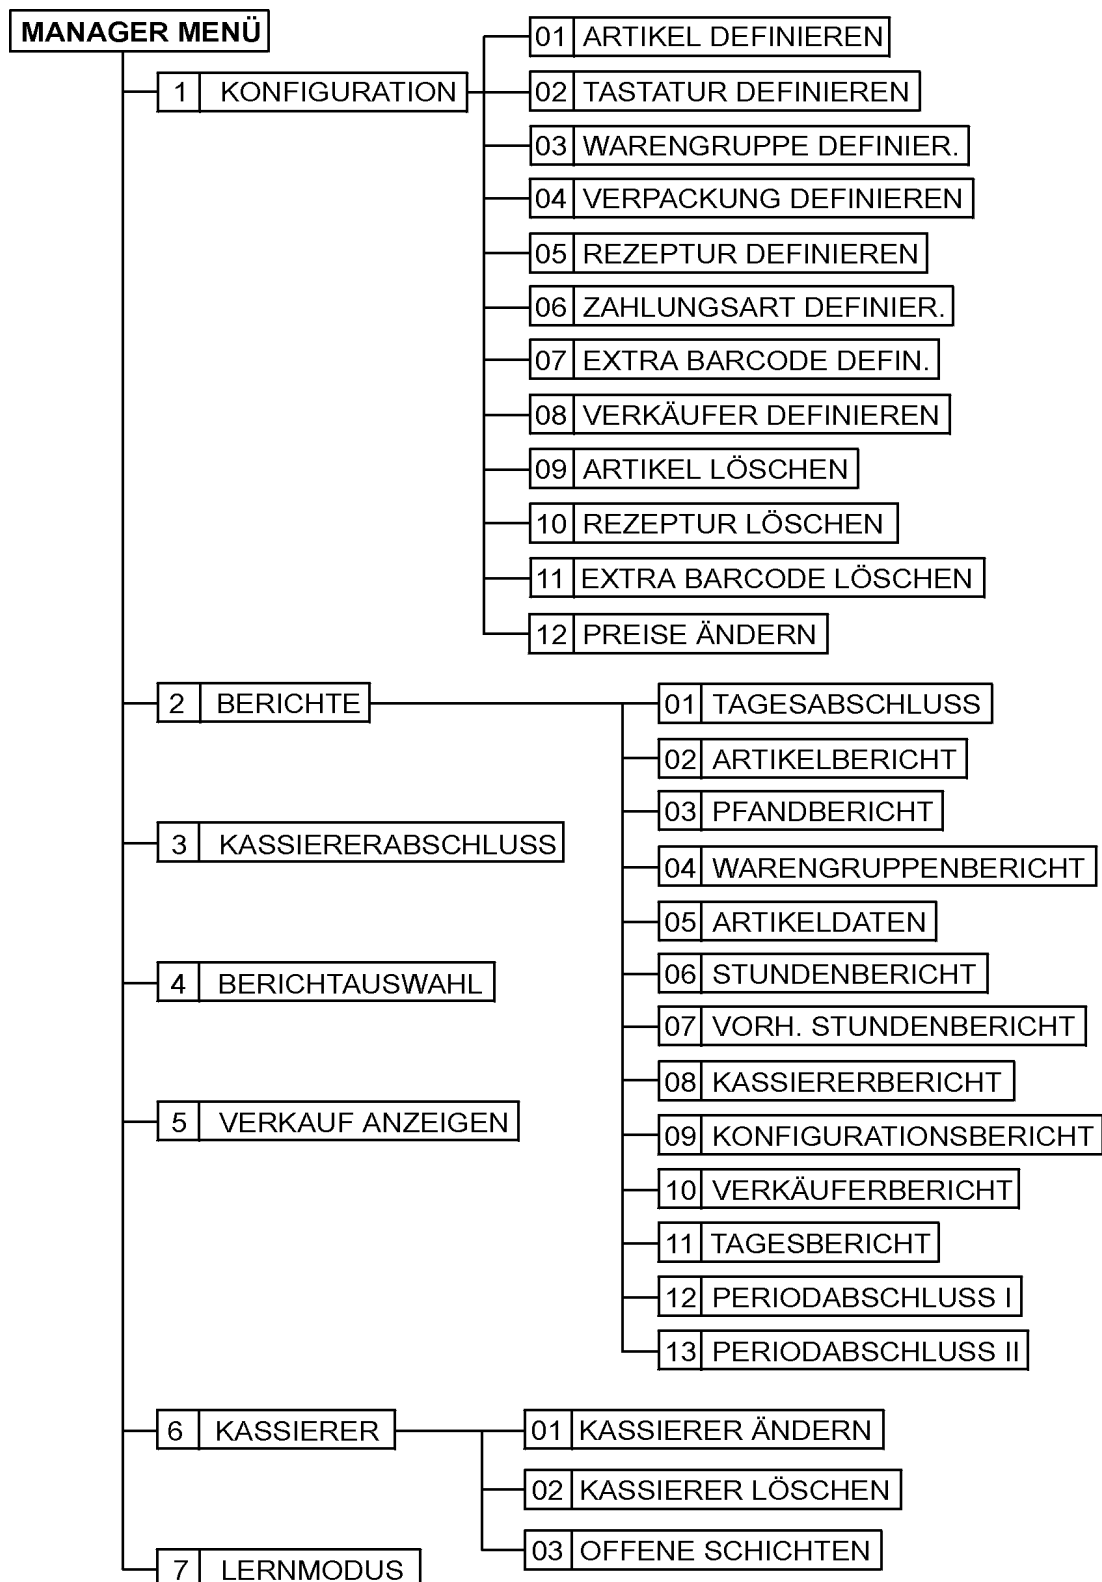 MANAGER MENÜ
1 KONFIGURATION
01 ARTIKEL DEFINIEREN
02 TASTATUR DEFINIEREN
03 WARENGRUPPE DEFINIER.
04 VERPACKUNG DEFINIEREN
05 REZEPTUR DEFINIEREN
06 ZAHLUNGSART DEFINIER.
07 EXTRA BARCODE DEFIN.
08 VERKÄUFER DEFINIEREN
09 ARTIKEL LÖSCHEN
10 REZEPTUR LÖSCHEN
11 EXTRA BARCODE LÖSCHEN
12 PREISE ÄNDERN
2 BERICHTE
01 TAGESABSCHLUSS
02 ARTIKELBERICHT
03 PFANDBERICHT
04 WARENGRUPPENBERICHT
05 ARTIKELDATEN
06 STUNDENBERICHT
07 VORH. STUNDENBERICHT
08 KASSIERERBERICHT
09 KONFIGURATIONSBERICHT
10 VERKÄUFERBERICHT
11 TAGESBERICHT
12 PERIODABSCHLUSS I
13 PERIODABSCHLUSS II
3 KASSIERERABSCHLUSS
4 BERICHTAUSWAHL
5 VERKAUF ANZEIGEN
6 KASSIERER
01 KASSIERER ÄNDERN
02 KASSIERER LÖSCHEN
03 OFFENE SCHICHTEN
7 LERNMODUS